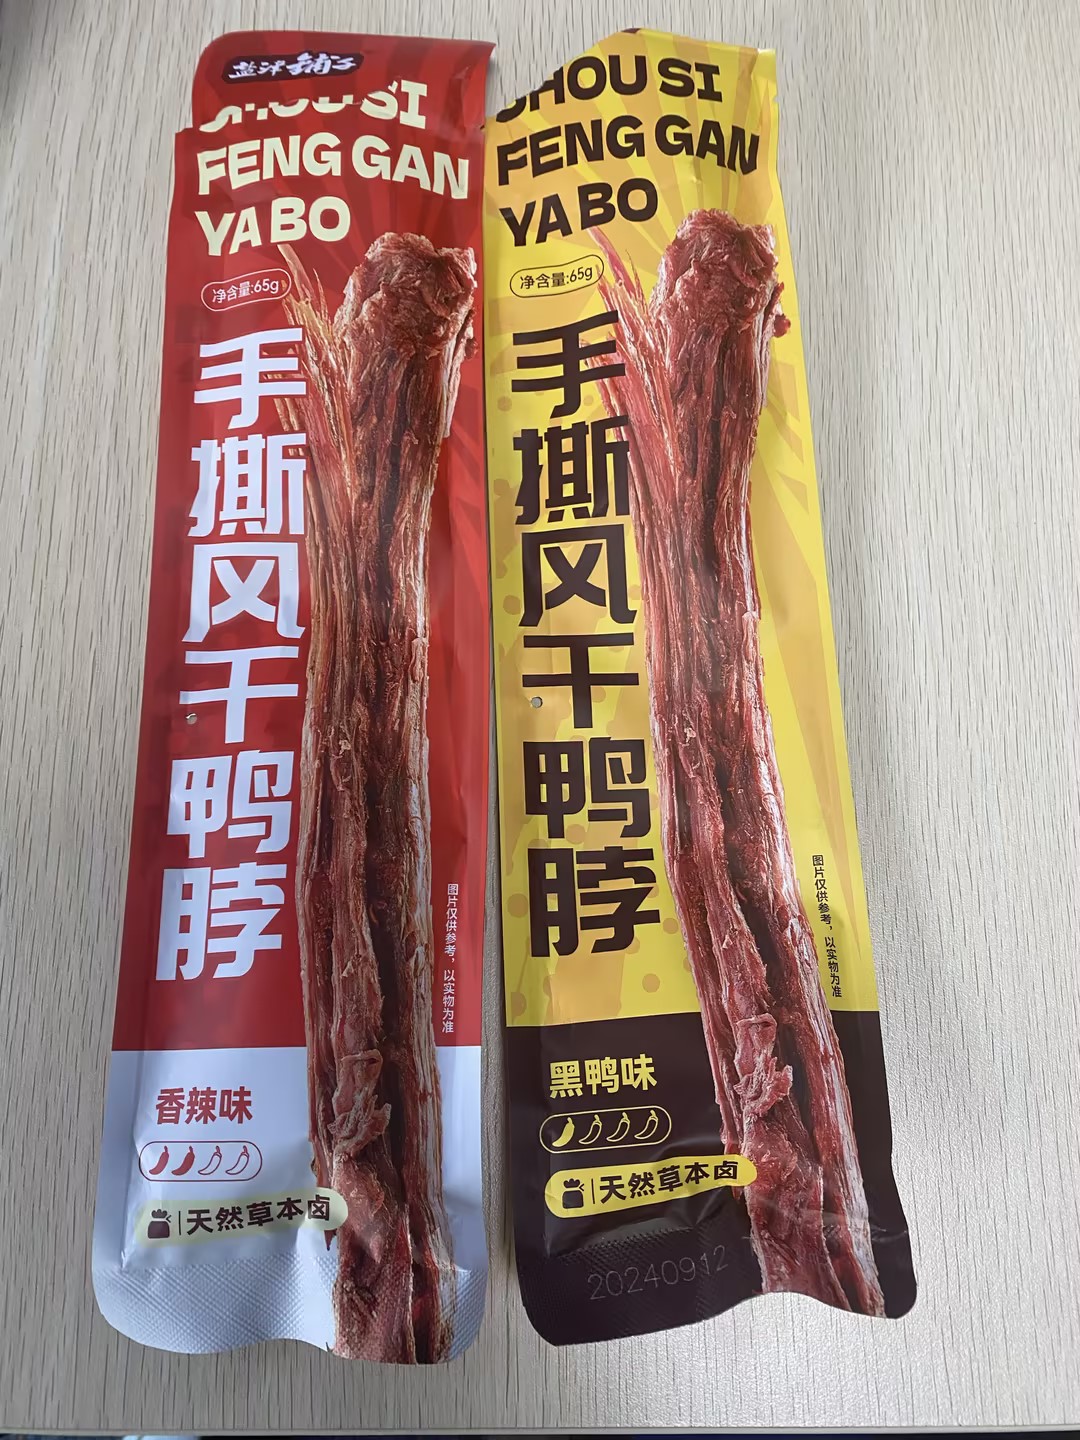 盐津铺子
SHOU SI
FENG GAN
YA BO
净含量:65g
手撕风干鸭脖
图片仅供参考，以实物为准
香辣味
天然草本卤
SHOU SI
FENG GAN
YA BO
净含量:65g
手撕风干鸭脖
图片仅供参考，以实物为准
黑鸭味
天然草本卤
20240912